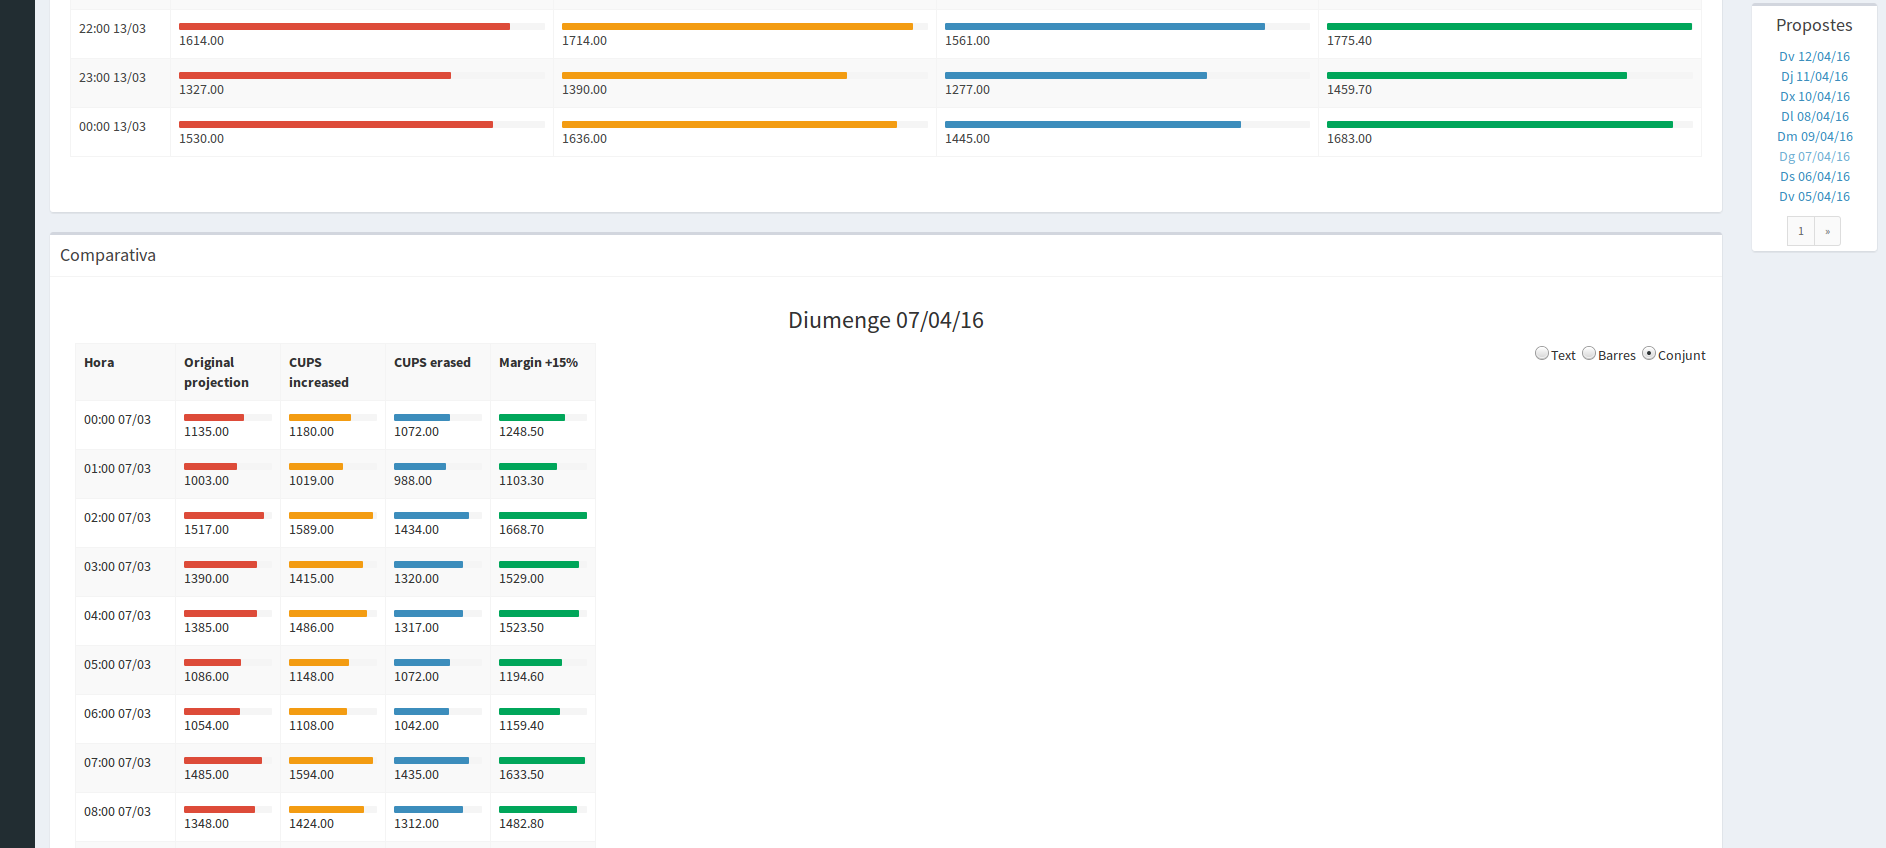 22:00 13/03
1614.00 1714.00 1561.00 1775.40
23:00 13/03
1327.00 1390.00 1277.00 1459.70
00:00 13/03
1530.00 1636.00 1445.00 1683.00
Propostes
Dv 12/04/16
Dj 11/04/16
Dx 10/04/16
Dl 08/04/16
Dm 09/04/16
Dg 07/04/16
Ds 06/04/16
Dv 05/04/16
1 »
Comparativa
Diumenge 07/04/16
Text Barres Conjunt
Hora Original projection CUPS increased CUPS erased Margin +15%
00:00 07/03
1135.00 1180.00 1072.00 1248.50
01:00 07/03
1003.00 1019.00 988.00 1103.30
02:00 07/03
1517.00 1589.00 1434.00 1668.70
03:00 07/03
1390.00 1415.00 1320.00 1529.00
04:00 07/03
1385.00 1486.00 1317.00 1523.50
05:00 07/03
1086.00 1148.00 1072.00 1194.60
06:00 07/03
1054.00 1108.00 1042.00 1159.40
07:00 07/03
1485.00 1594.00 1435.00 1633.50
08:00 07/03
1348.00 1424.00 1312.00 1482.80